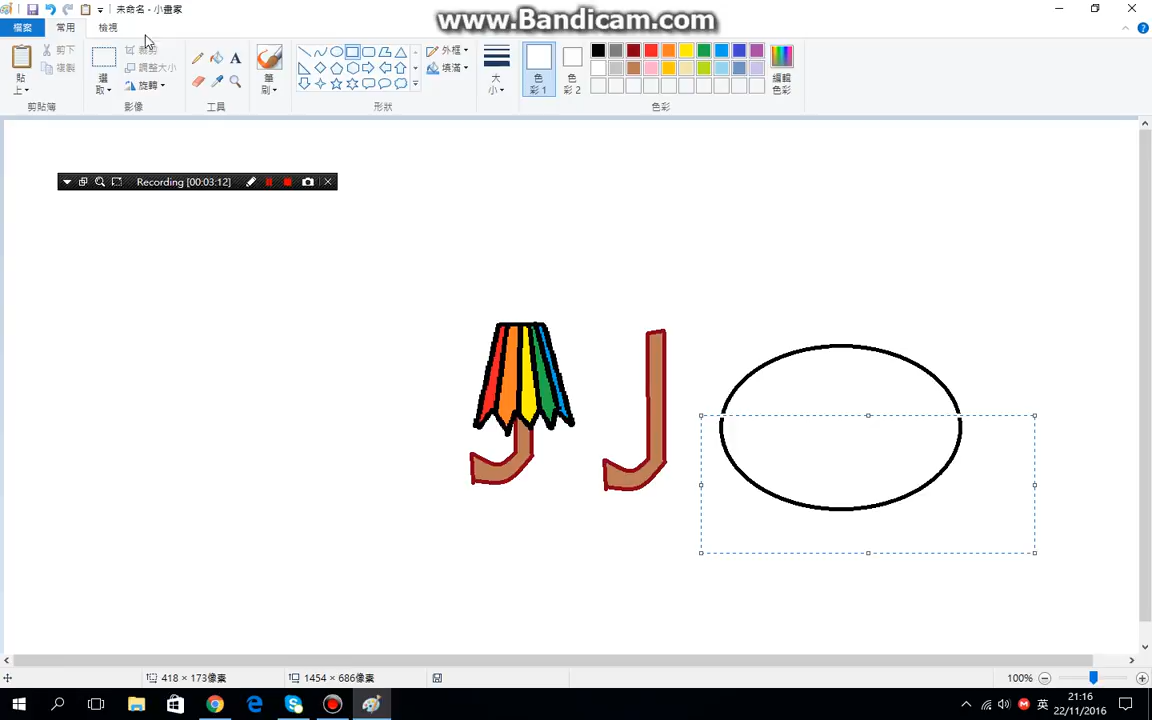 www.Bandicam.com
未命名 - 小畫家
檔案 常用 檢視
貼上
剪下
複製
剪貼簿
選取
裁剪
調整大小
旋轉
影像
A
工具
筆刷
外框
填滿
形狀
大小
色彩 1
色彩 2
編輯色彩
色彩
Recording [00:03:12]
418 × 173像素
1454 × 686像素
100%
英
21:16
22/11/2016